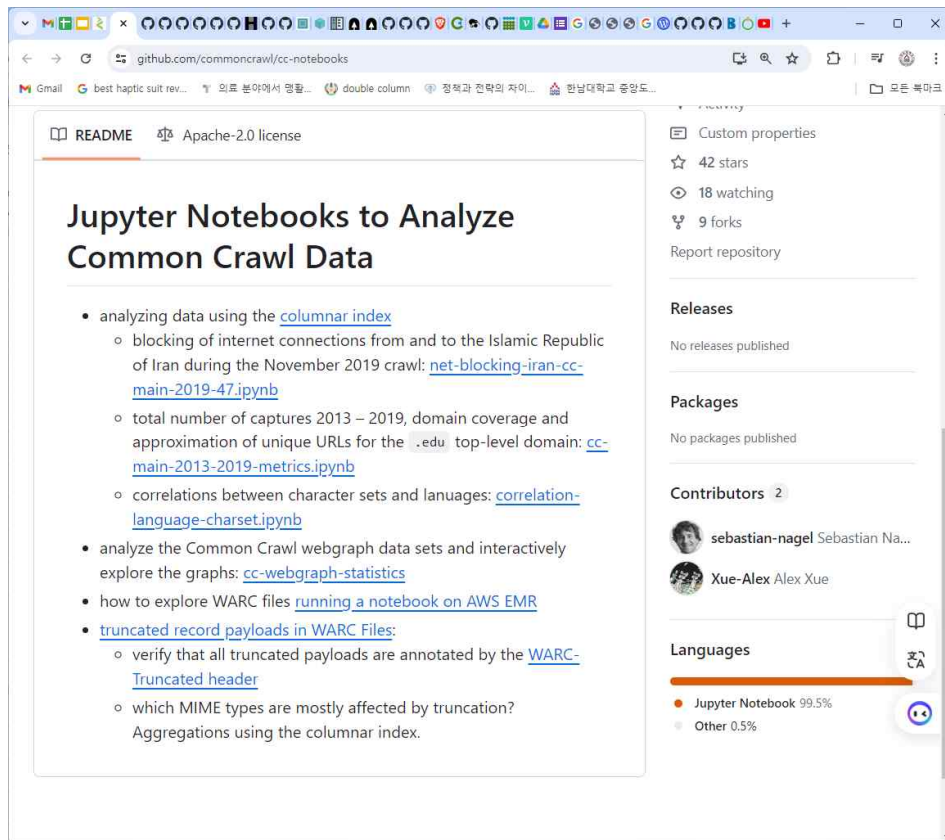 github.com/commoncrawl/cc-notebooks
Gmail
best haptic suit rev...
의료 분야에서 맹활...
double column
정책과 전략의 차이...
한남대학교 중앙도...
모든 북마크
README
Apache-2.0 license
Jupyter Notebooks to Analyze
Common Crawl Data
analyzing data using the columnar index
blocking of internet connections from and to the Islamic Republic
of Iran during the November 2019 crawl: net-blocking-iran-cc-
main-2019-47.ipynb
total number of captures 2013 – 2019, domain coverage and
approximation of unique URLs for the .edu top-level domain: cc-
main-2013-2019-metrics.ipynb
correlations between character sets and lanuages: correlation-
language-charset.ipynb
analyze the Common Crawl webgraph data sets and interactively
explore the graphs: cc-webgraph-statistics
how to explore WARC files running a notebook on AWS EMR
truncated record payloads in WARC Files:
verify that all truncated payloads are annotated by the WARC-
Truncated header
which MIME types are mostly affected by truncation?
Aggregations using the columnar index.
Activity
Custom properties
42 stars
18 watching
9 forks
Report repository
Releases
No releases published
Packages
No packages published
Contributors 2
sebastian-nagel Sebastian Na...
Xue-Alex Alex Xue
Languages
Jupyter Notebook 99.5%
Other 0.5%